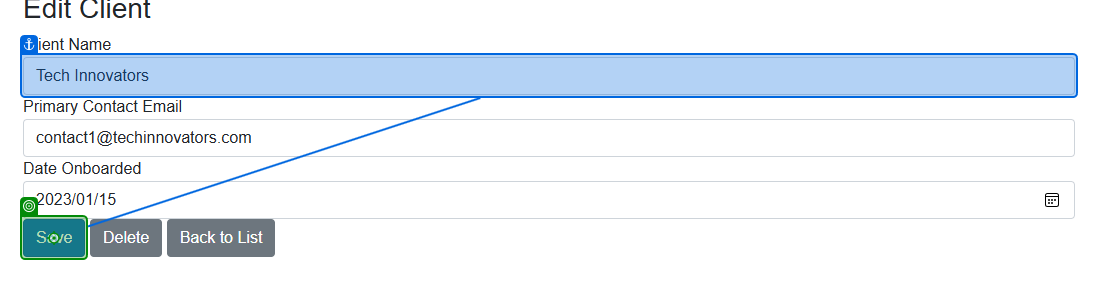 Edit Client
ient Name
Tech Innovators
Primary Contact Email
contact1@techinnovators.com
Date Onboarded
2023/01/15
Save Delete Back to List